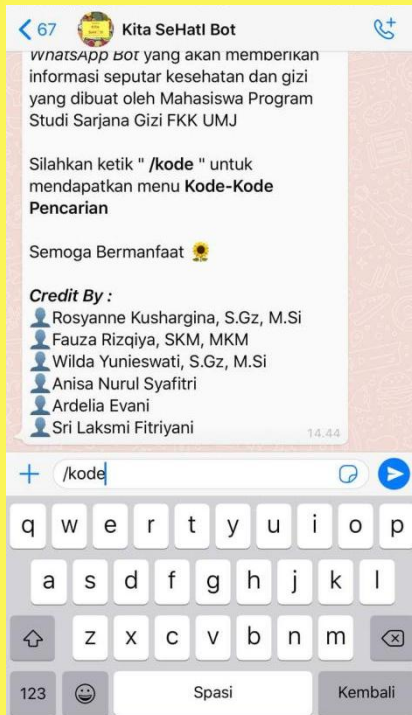 67
Kita SeHatI Bot
WhatsApp Bot yang akan memberikan
informasi seputar kesehatan dan gizi
yang dibuat oleh Mahasiswa Program
Studi Sarjana Gizi FKK UMJ
Silahkan ketik " /kode " untuk
mendapatkan menu Kode-Kode
Pencarian
Semoga Bermanfaat 🌻
Credit By :
👤Rosyanne Kushargina, S.Gz, M.Si
👤Fauza Rizqiya, SKM, MKM
👤Wilda Yunieswati, S.Gz, M.Si
👤Anisa Nurul Syafitri
👤Ardelia Evani
👤Sri Laksmi Fitriyani
14.44
/kode
q w e r t y u i o p
a s d f g h j k l
z x c v b n m
123 Spasi Kembali